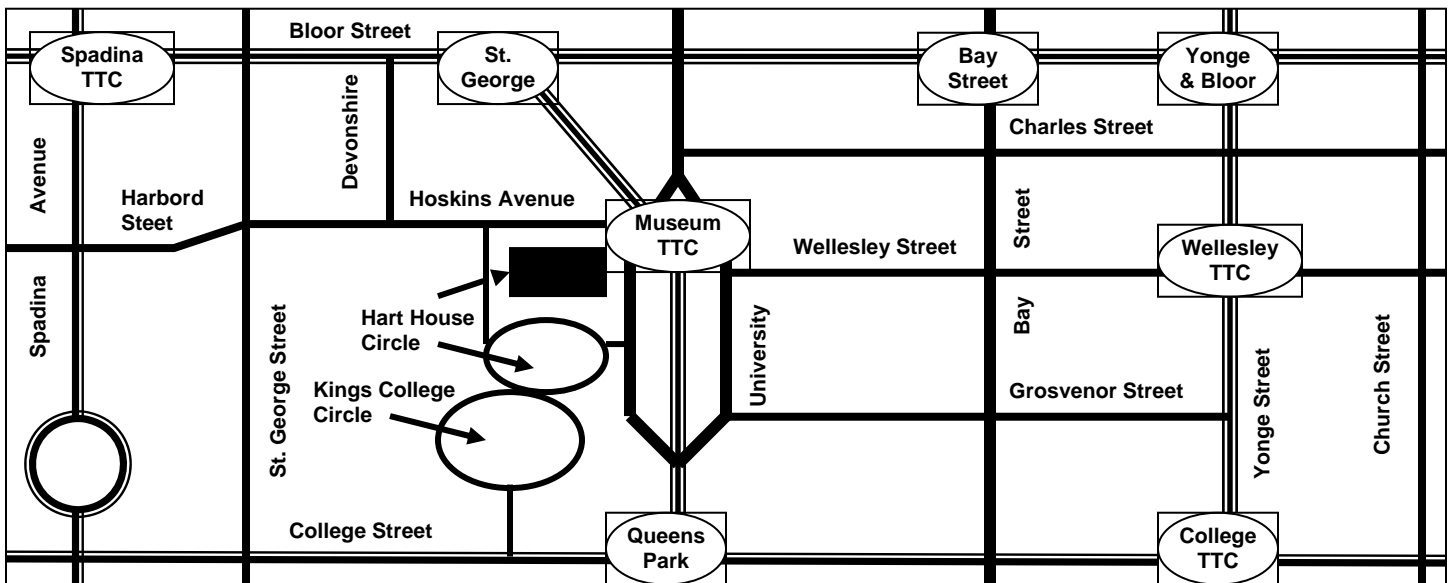 Bloor Street
Spadina
TTC
St.
George
Bay
Street
Yonge
& Bloor
Charles Street
Devonshire
Avenue
Harbord
Steet
Hoskins Avenue
Museum
TTC
Wellesley Street
Street
Wellesley
TTC
Spadina
St. George Street
Hart House
Circle
University
Bay
Kings College
Circle
Grosvenor Street
Yonge Street
Church Street
College Street
Queens
Park
College
TTC